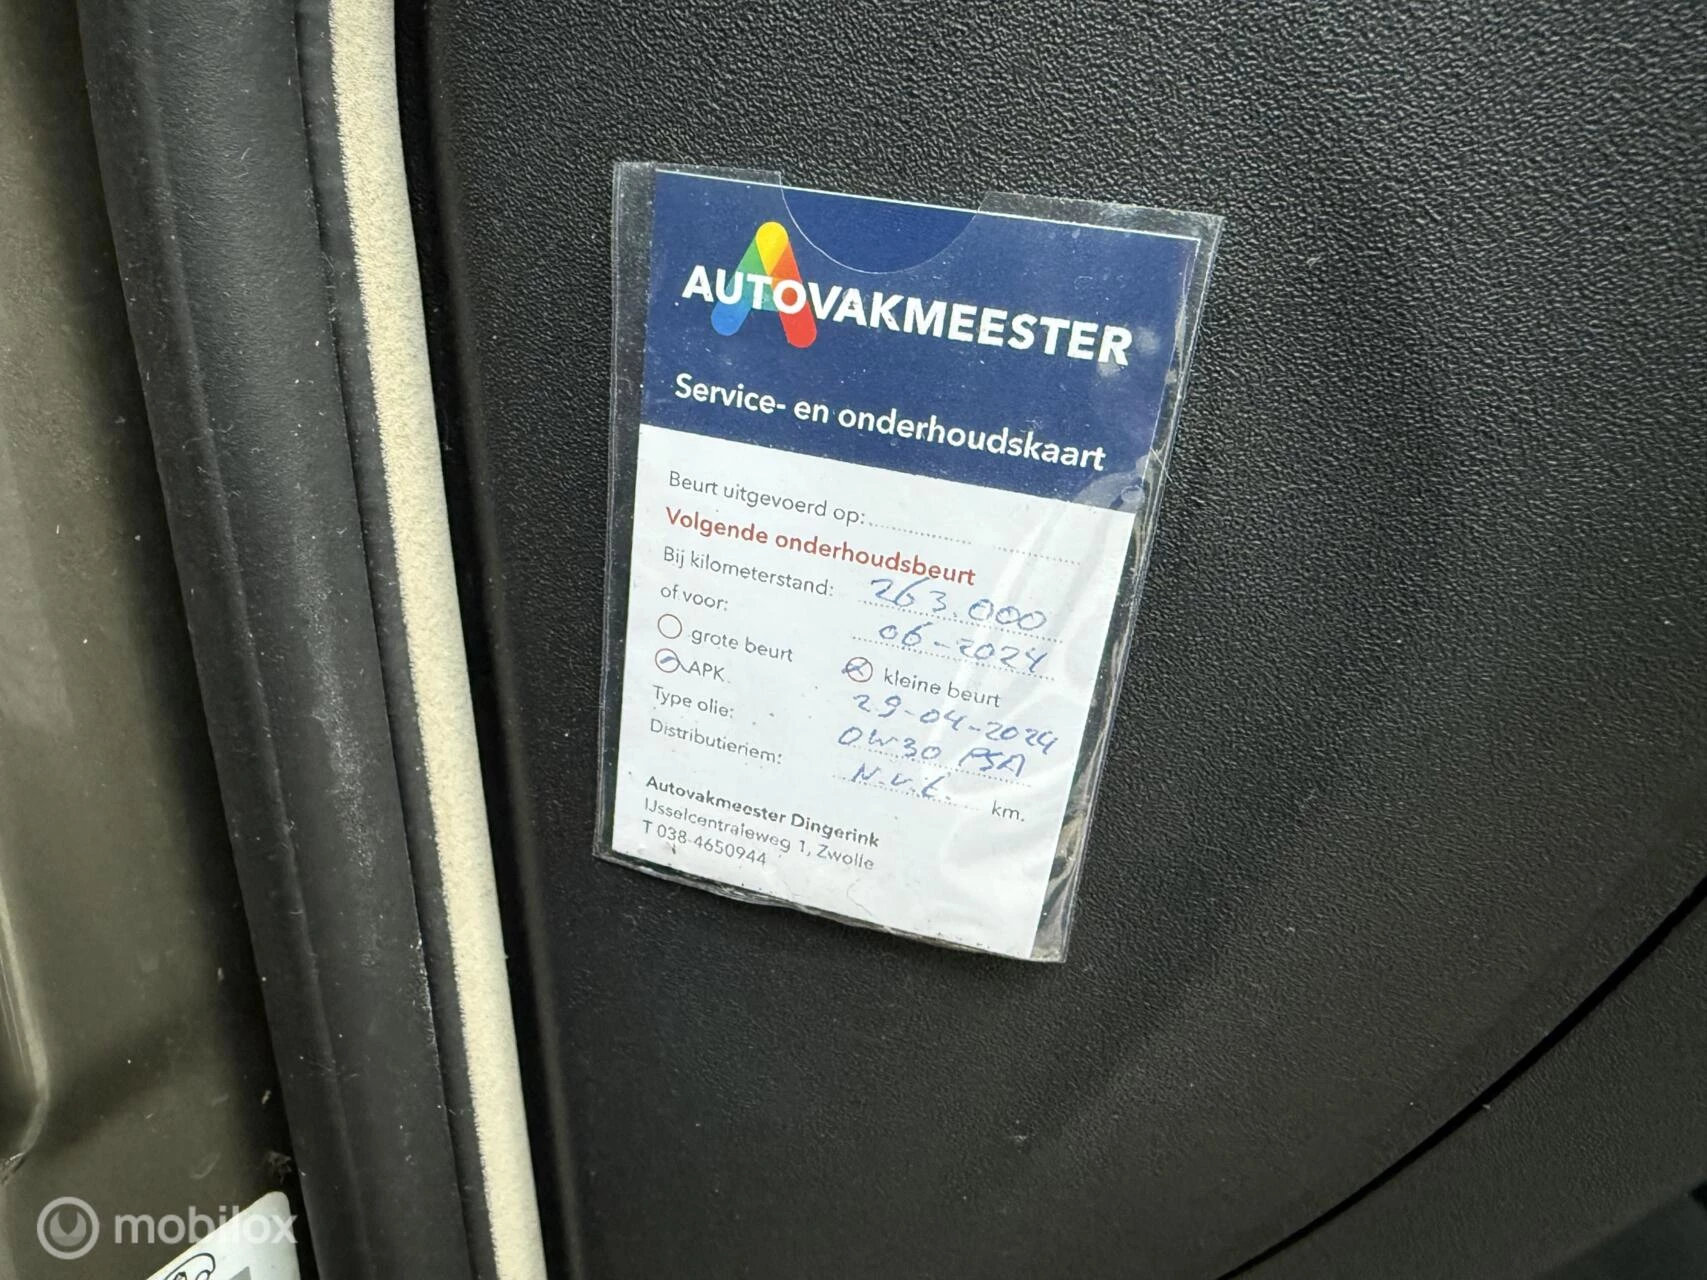 AUTOVAKMEESTER
Service- en onderhoudskaart
Beurt uitgevoerd op:
Volgende onderhoudsbeurt
Bij kilometerstand: 263.000
of voor: 06-2024
grote beurt kleine beurt
APK 29-04-2024
Type olie: 0W30 PSA
Distributieriem: N.v.t. km.
Autovakmeester Dingerink
IJsselcentraleweg 1, Zwolle
T 038-4650944
mobilox